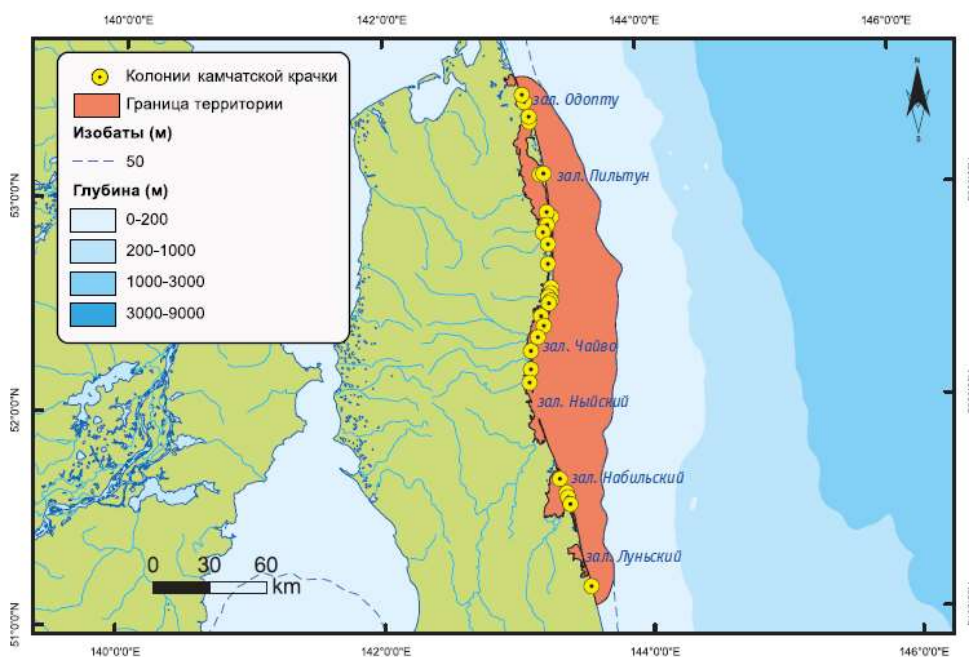 140°0'0"E
142°0'0"E
144°0'0"E
146°0'0"E
Колонии камчатской крачки
Граница территории
Изобаты (м)
50
Глубина (м)
0-200
200-1000
1000-3000
3000-9000
N
S
зал. Одопту
зал. Пильтун
зал. Чайво
зал. Ныйский
зал. Набильский
зал. Луньский
53°0'0"N
52°0'0"N
51°0'0"N
0 30 60
km
140°0'0"E
142°0'0"E
144°0'0"E
146°0'0"E